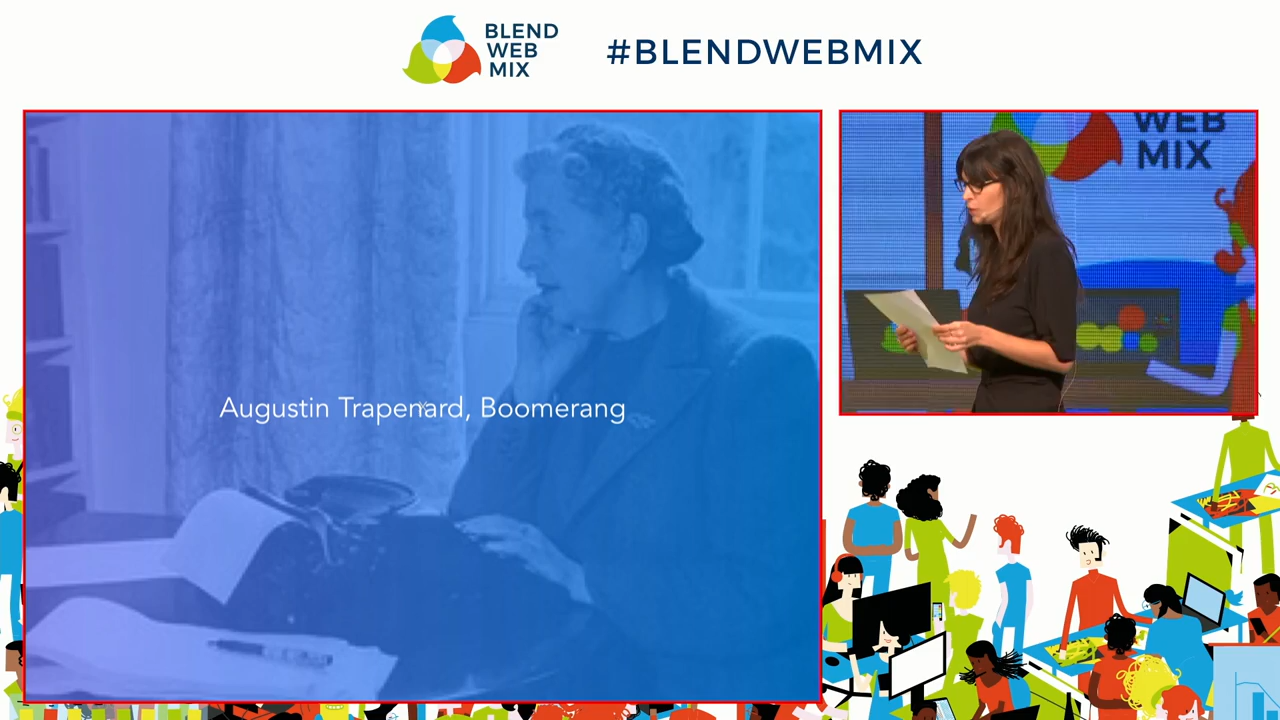 BLEND
WEB
MIX
#BLENDWEBMIX
Augustin Trapenard, Boomerang
WEB
MIX